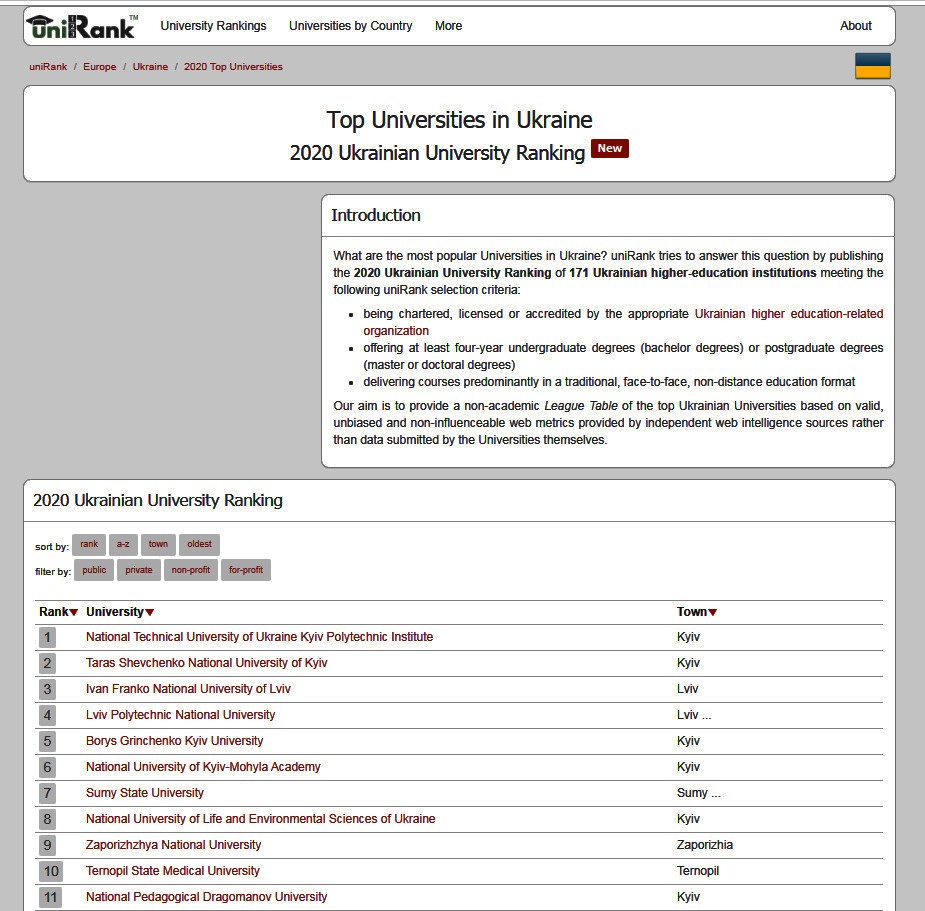 uniRank™ University Rankings Universities by Country More About
uniRank / Europe / Ukraine / 2020 Top Universities
Top Universities in Ukraine
2020 Ukrainian University Ranking New
Introduction
What are the most popular Universities in Ukraine? uniRank tries to answer this question by publishing
the 2020 Ukrainian University Ranking of 171 Ukrainian higher-education institutions meeting the
following uniRank selection criteria:
• being chartered, licensed or accredited by the appropriate Ukrainian higher education-related
organization
• offering at least four-year undergraduate degrees (bachelor degrees) or postgraduate degrees
(master or doctoral degrees)
• delivering courses predominantly in a traditional, face-to-face, non-distance education format
Our aim is to provide a non-academic League Table of the top Ukrainian Universities based on valid,
unbiased and non-influenceable web metrics provided by independent web intelligence sources rather
than data submitted by the Universities themselves.
2020 Ukrainian University Ranking
sort by: rank a-z town oldest
filter by: public private non-profit for-profit
Rank▼ University▼ Town▼
1 National Technical University of Ukraine Kyiv Polytechnic Institute Kyiv
2 Taras Shevchenko National University of Kyiv Kyiv
3 Ivan Franko National University of Lviv Lviv
4 Lviv Polytechnic National University Lviv ...
5 Borys Grinchenko Kyiv University Kyiv
6 National University of Kyiv-Mohyla Academy Kyiv
7 Sumy State University Sumy ...
8 National University of Life and Environmental Sciences of Ukraine Kyiv
9 Zaporizhzhya National University Zaporizhia
10 Ternopil State Medical University Ternopil
11 National Pedagogical Dragomanov University Kyiv